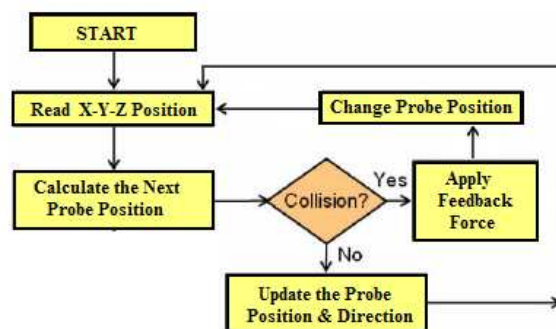 START
Read X-Y-Z Position
Change Probe Position
Calculate the Next
Probe Position
Collision?
Yes
Apply
Feedback
Force
No
Update the Probe
Position & Direction